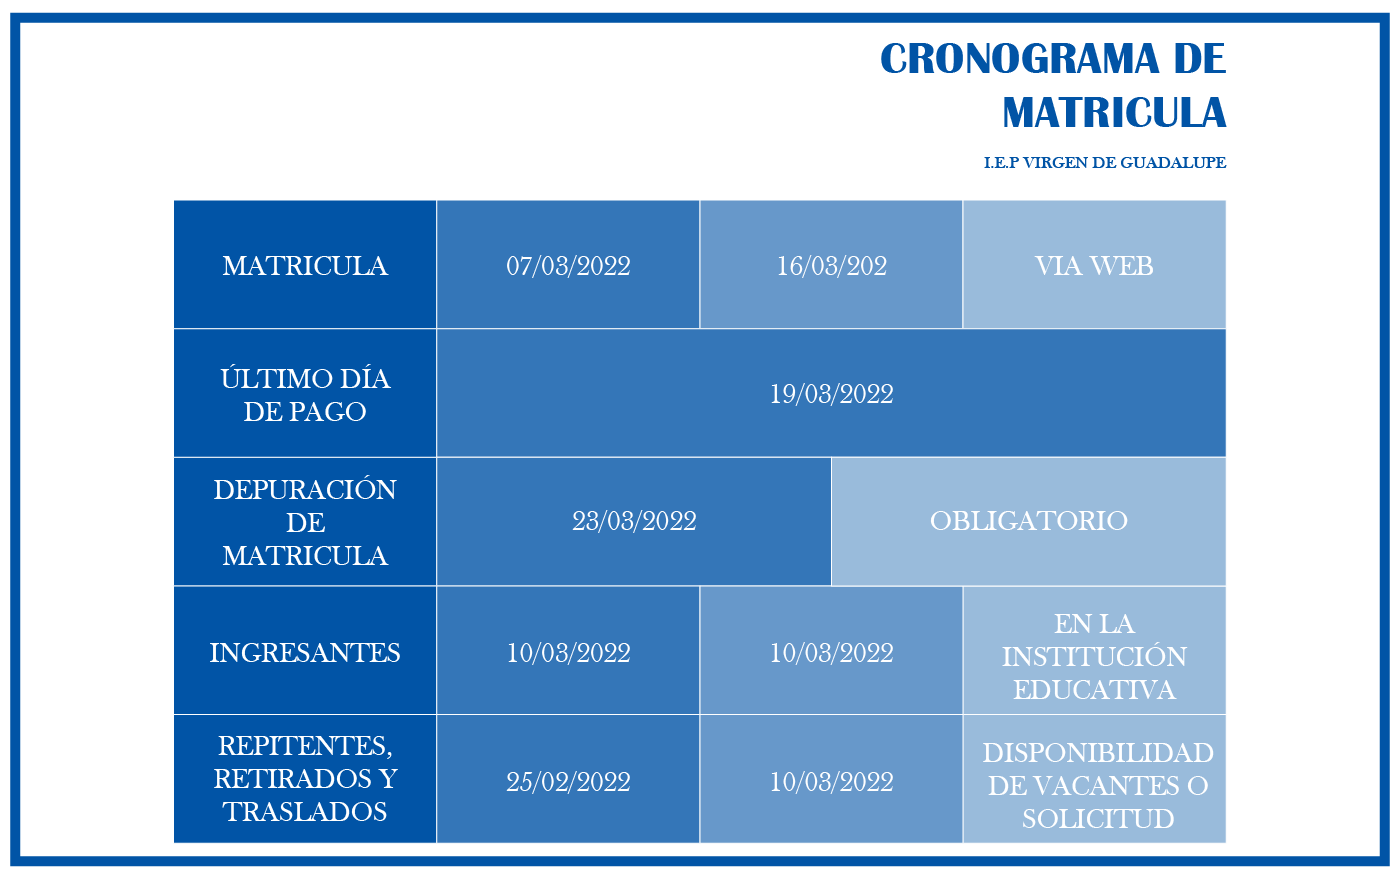 CRONOGRAMA DE
MATRICULA
I.E.P VIRGEN DE GUADALUPE
MATRICULA
07/03/2022
16/03/202
VIA WEB
ÚLTIMO DÍA
DE PAGO
19/03/2022
DEPURACIÓN
DE
MATRICULA
23/03/2022
OBLIGATORIO
INGRESANTES
10/03/2022
10/03/2022
EN LA
INSTITUCIÓN
EDUCATIVA
REPITENTES,
RETIRADOS Y
TRASLADOS
25/02/2022
10/03/2022
DISPONIBILIDAD
DE VACANTES O
SOLICITUD